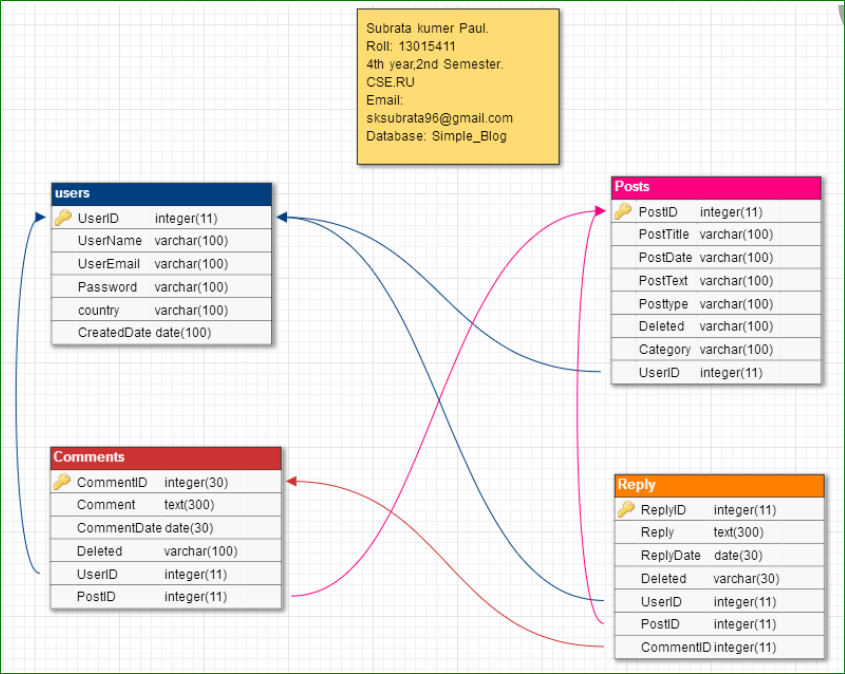 Subrata kumer Paul.
Roll: 13015411
4th year,2nd Semester.
CSE.RU
Email:
sksubrata96@gmail.com
Database: Simple_Blog
users
UserID integer(11)
UserName varchar(100)
UserEmail varchar(100)
Password varchar(100)
country varchar(100)
CreatedDate date(100)
Posts
PostID integer(11)
PostTitle varchar(100)
PostDate varchar(100)
PostText varchar(100)
Posttype varchar(100)
Deleted varchar(100)
Category varchar(100)
UserID integer(11)
Comments
CommentID integer(30)
Comment text(300)
CommentDate date(30)
Deleted varchar(100)
UserID integer(11)
PostID integer(11)
Reply
ReplyID integer(11)
Reply text(300)
ReplyDate date(30)
Deleted varchar(30)
UserID integer(11)
PostID integer(11)
CommentID integer(11)